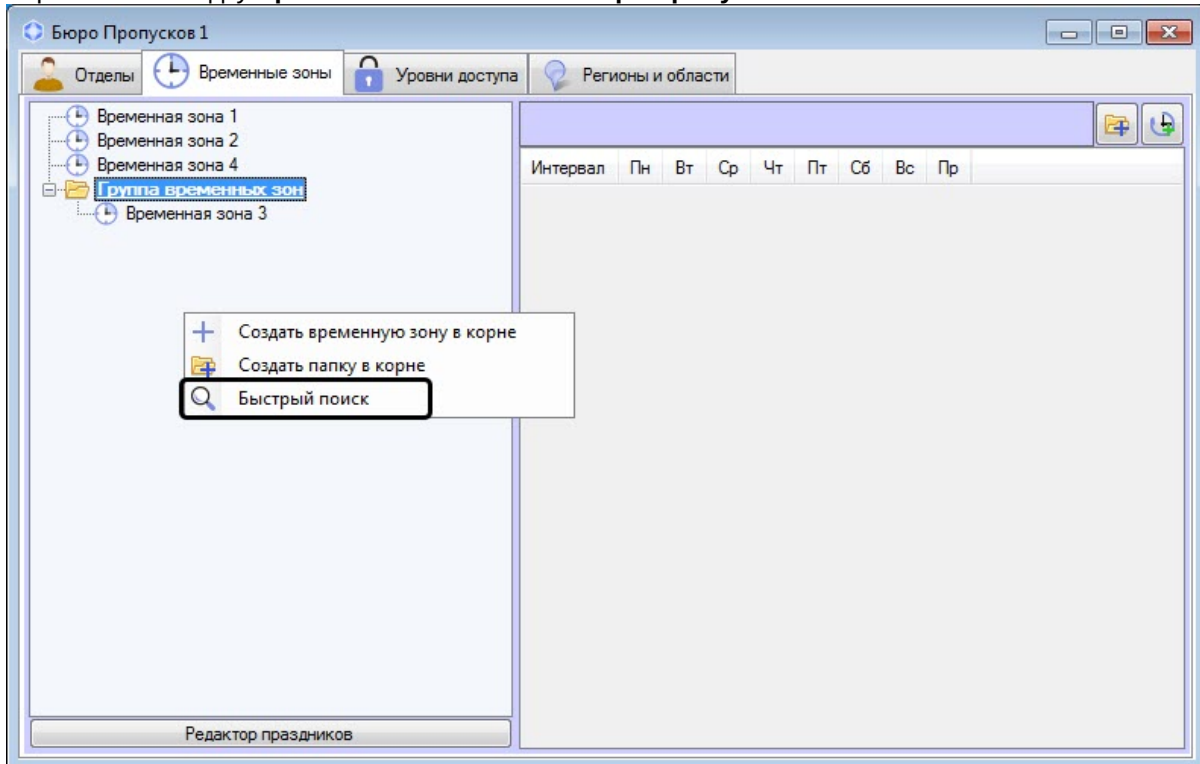 Бюро Пропусков 1
Отделы Временные зоны Уровни доступа Регионы и области
Временная зона 1
Временная зона 2
Временная зона 4
Группа временных зон
Временная зона 3
Интервал Пн Вт Ср Чт Пт Сб Вс Пр
Создать временную зону в корне
Создать папку в корне
Быстрый поиск
Редактор праздников